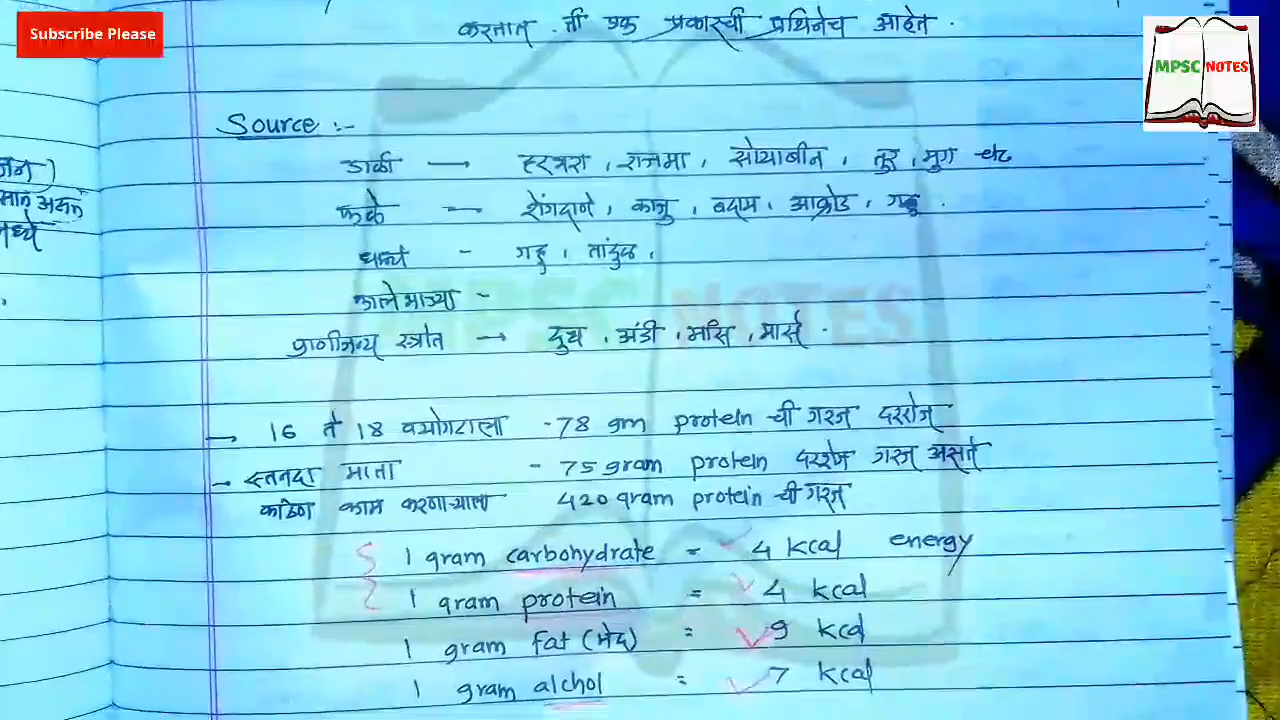 Subscribe Please
MPSC NOTES
करतात ती एक प्रकारची प्रथिनेच आहेत .
Source :-
डाळी → हरभरा , राजमा , सोयाबीन , तुर , मुग
फळे - शेंगदाणे , काजु , बदाम , आक्रोड ,
धान्ये - गहु , तांदुळ ,
पालेभाज्या -
प्राणीजन्य स्त्रोत → दुध , अंडी , मांस , मासे .
→ 16 ते 18 वयोगटाला - 78 gm protein ची गरज दररोज
→ स्तनदा माता - 75 gram protein दररोज गरज असते
कठिण काम करणाऱ्याला 420 gram protein ची गरज
1 gram carbohydrate = 4 kcal energy
1 gram protein = 4 kcal
1 gram fat (मेद) = 9 kcal
1 gram alchol = 7 kcal